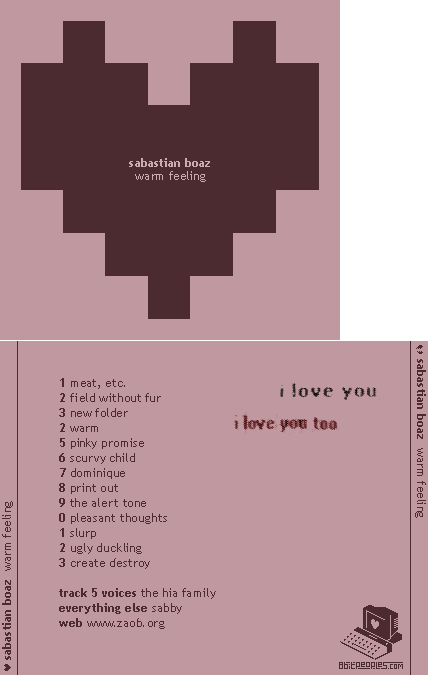 sabastian boaz
warm feeling
♥ sabastian boaz warm feeling
1 meat, etc.
2 field without fur
3 new folder
2 warm
5 pinky promise
6 scurvy child
7 dominique
8 print out
9 the alert tone
0 pleasant thoughts
1 slurp
2 ugly duckling
3 create destroy
track 5 voices the hia family
everything else sabby
web www.zaob.org
i love you
i love you too
8bitpeoples.com
♥ sabastian boaz warm feeling